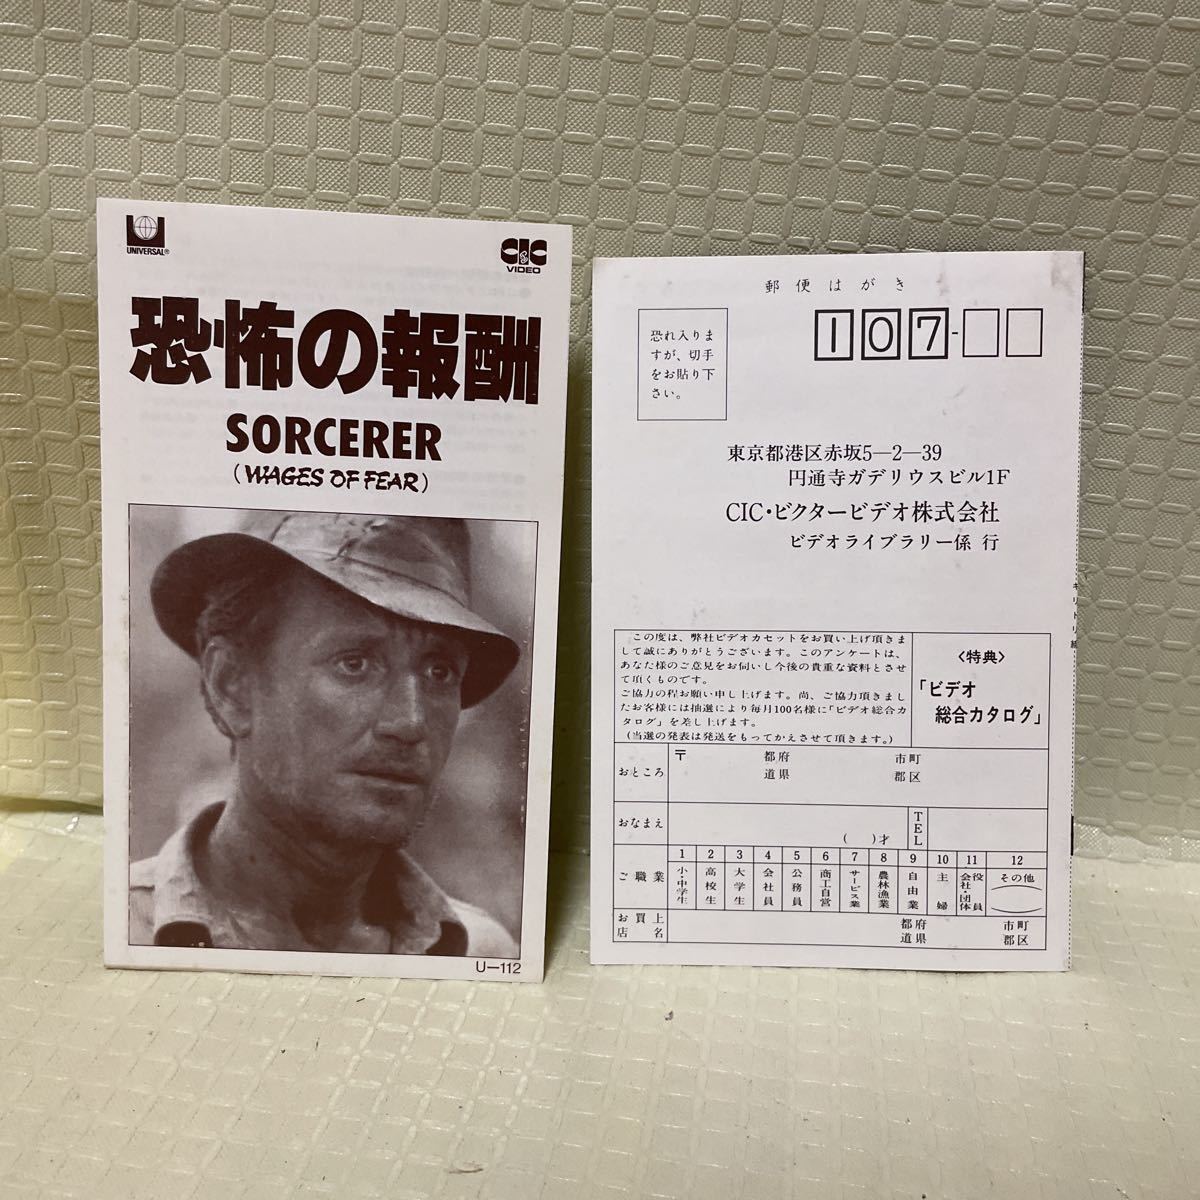 UNIVERSAL®
CIC
VIDEO
恐怖の報酬
SORCERER
(WAGES OF FEAR)
U—112
郵便はがき
恐れ入りま
すが、切手
をお貼り下
さい。
107-
東京都港区赤坂5—2—39
円通寺ガデリウスビル1F
CIC・ビクタービデオ株式会社
ビデオライブラリー係 行
キリトリ線
この度は、弊社ビデオカセットをお買い上げ頂きま
して誠にありがとうございます。このアンケートは、
あなた様のご意見をお伺いし今後の貴重な資料とさせ
て頂くものです。
ご協力の程お願い申し上げます。尚、ご協力頂きまし
たお客様には抽選により毎月100名様に「ビデオ総合カ
タログ」を差し上げます。
(当選の発表は発送をもってかえさせて頂きます。)
〈特典〉
「ビデオ
総合カタログ」
おところ
〒 都府 市町
道県 郡区
おなまえ
( )才
TEL
ご職業
1 2 3 4 5 6 7 8 9 10 11 12
小・中学生 高校生 大学生 会社員 公務員 商工自営 サービス業 農林漁業 自由業 主婦 会社・団体役員 その他
お買上
店名
都府 市町
道県 郡区